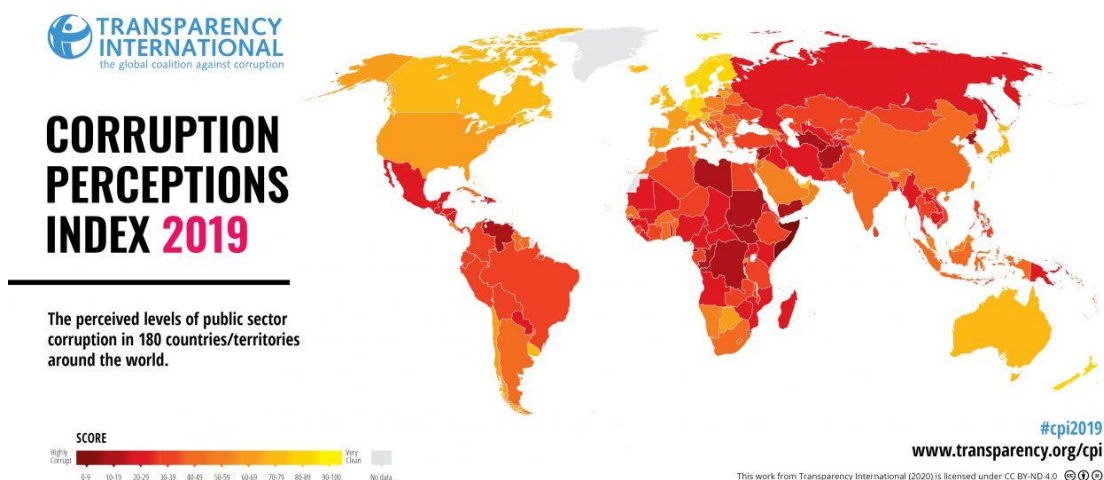 TRANSPARENCY
INTERNATIONAL
the global coalition against corruption
CORRUPTION
PERCEPTIONS
INDEX 2019
The perceived levels of public sector
corruption in 180 countries/territories
around the world.
SCORE
Highly
Corrupt
Very
Clean
0-9 10-19 20-29 30-39 40-49 50-59 60-69 70-79 80-89 90-100 No data
#cpi2019
www.transparency.org/cpi
This work from Transparency International (2020) is licensed under CC BY-ND 4.0